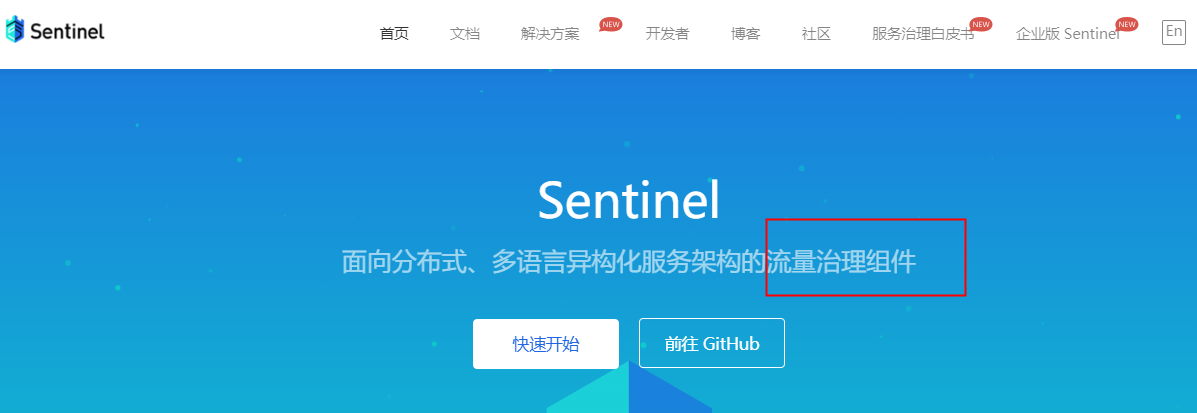 Sentinel 首页 文档 解决方案 NEW 开发者 博客 社区 服务治理白皮书 NEW 企业版 Sentinel NEW En
Sentinel
面向分布式、多语言异构化服务架构的流量治理组件
快速开始 前往 GitHub